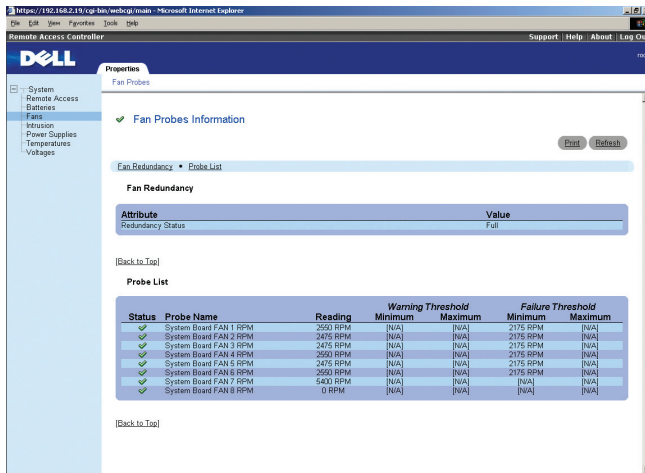 https://192.168.2.19/cgi-bin/webcgi/main - Microsoft Internet Explorer
File Edit View Favorites Tools Help
Remote Access Controller
Support | Help | About | Log Ou
DELL
roo
Properties
Fan Probes
System
Remote Access
Batteries
Fans
Intrusion
Power Supplies
Temperatures
Voltages
Fan Probes Information
Print Refresh
Fan Redundancy • Probe List
Fan Redundancy
Attribute Value
Redundancy Status Full
[Back to Top]
Probe List
Warning Threshold Failure Threshold
Status Probe Name Reading Minimum Maximum Minimum Maximum
System Board FAN 1 RPM 2550 RPM [N/A] [N/A] 2175 RPM [N/A]
System Board FAN 2 RPM 2475 RPM [N/A] [N/A] 2175 RPM [N/A]
System Board FAN 3 RPM 2475 RPM [N/A] [N/A] 2175 RPM [N/A]
System Board FAN 4 RPM 2550 RPM [N/A] [N/A] 2175 RPM [N/A]
System Board FAN 5 RPM 2475 RPM [N/A] [N/A] 2175 RPM [N/A]
System Board FAN 6 RPM 2550 RPM [N/A] [N/A] 2175 RPM [N/A]
System Board FAN 7 RPM 5400 RPM [N/A] [N/A] [N/A] [N/A]
System Board FAN 8 RPM 0 RPM [N/A] [N/A] [N/A] [N/A]
[Back to Top]